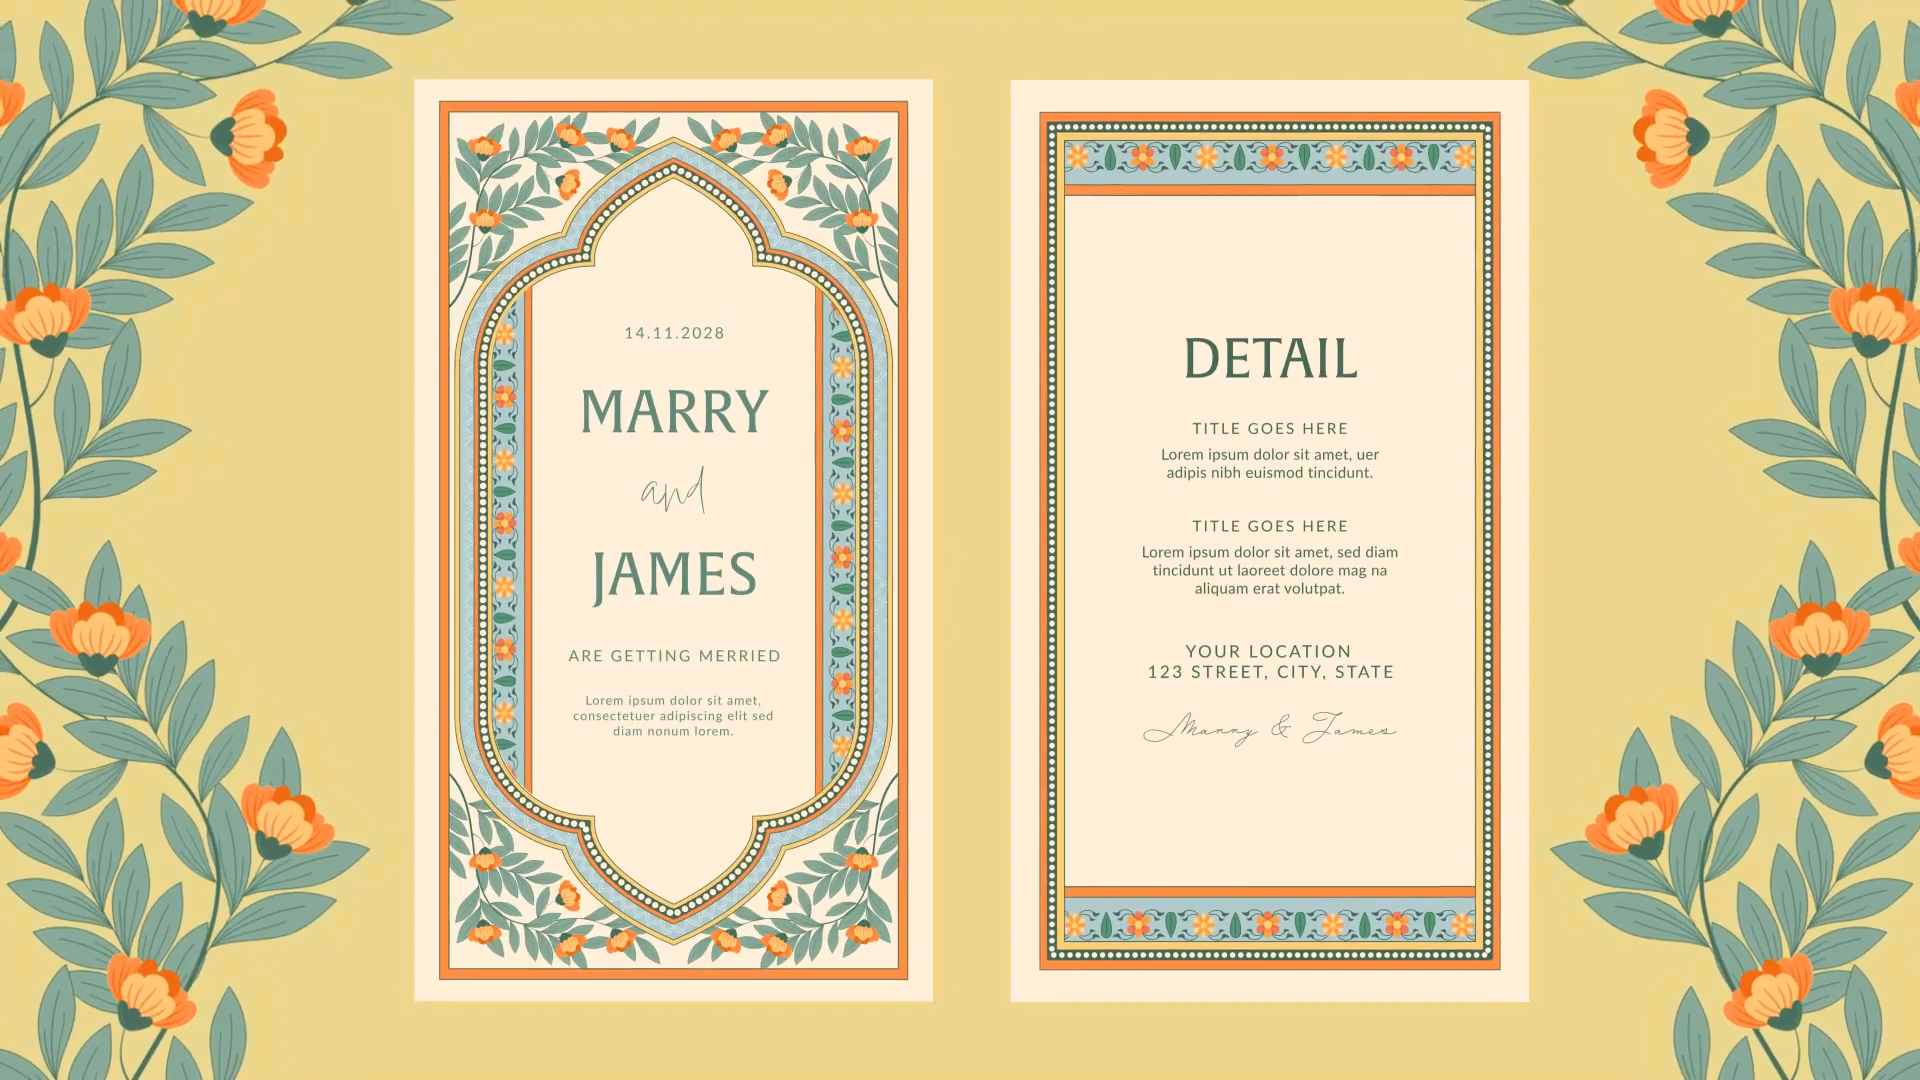 14.11.2028
MARRY
and
JAMES
ARE GETTING MERRIED
Lorem ipsum dolor sit amet,
consectetuer adipiscing elit sed
diam nonum lorem.
DETAIL
TITLE GOES HERE
Lorem ipsum dolor sit amet, uer
adipis nibh euismod tincidunt.
TITLE GOES HERE
Lorem ipsum dolor sit amet, sed diam
tincidunt ut laoreet dolore mag na
aliquam erat volutpat.
YOUR LOCATION
123 STREET, CITY, STATE
Marry & James